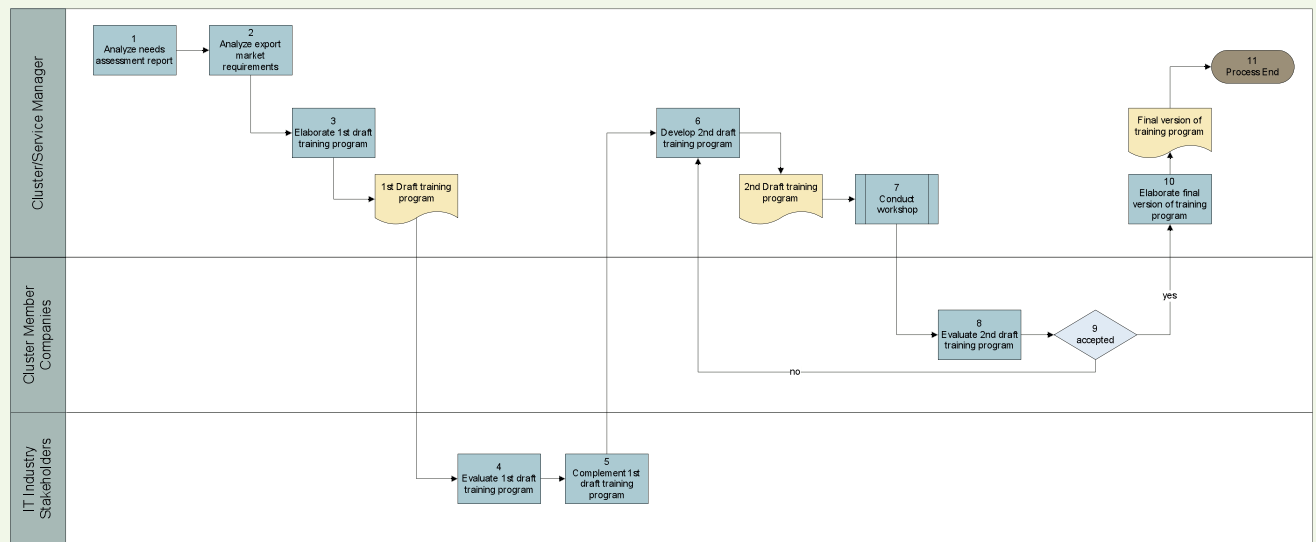 Cluster/Service Manager
1
Analyze needs
assessment report
2
Analyze export
market
requirements
3
Elaborate 1st draft
training program
1st Draft training
program
6
Develop 2nd draft
training program
2nd Draft training
program
7
Conduct
workshop
11
Process End
Final version of
training program
10
Elaborate final
version of training
program
Cluster Member
Companies
8
Evaluate 2nd draft
training program
9
accepted
yes
no
IT Industry
Stakeholders
4
Evaluate 1st draft
training program
5
Complement 1st
draft training
program